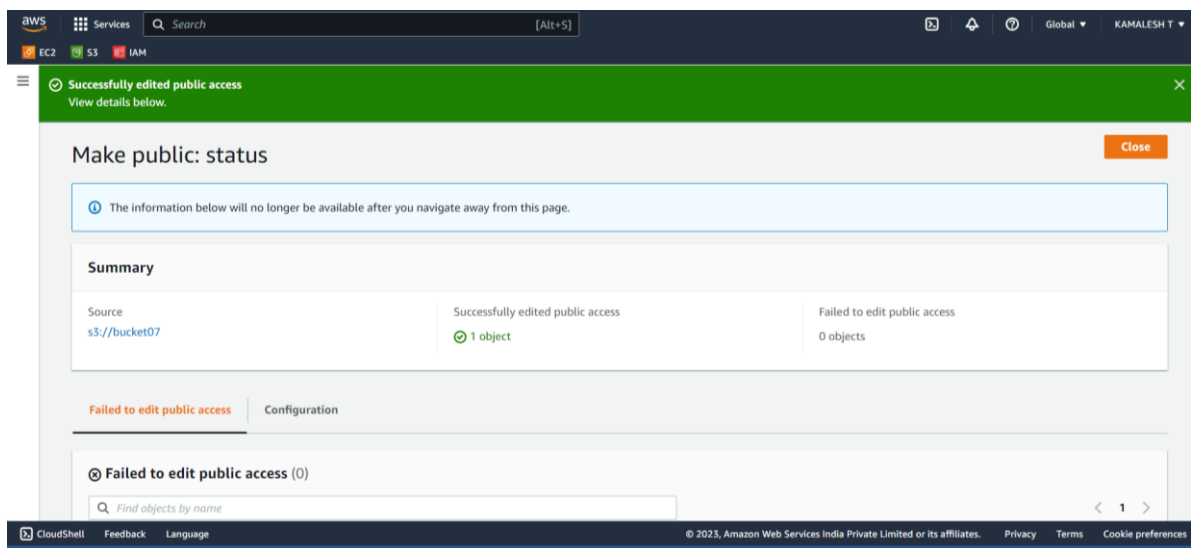 aws Services Search [Alt+S] Global KAMALESH T
EC2 S3 IAM
Successfully edited public access
View details below.
Make public: status
Close
The information below will no longer be available after you navigate away from this page.
Summary
Source Successfully edited public access Failed to edit public access
s3://bucket07 1 object 0 objects
Failed to edit public access Configuration
Failed to edit public access (0)
Find objects by name 1
CloudShell Feedback Language © 2023, Amazon Web Services India Private Limited or its affiliates. Privacy Terms Cookie preferences